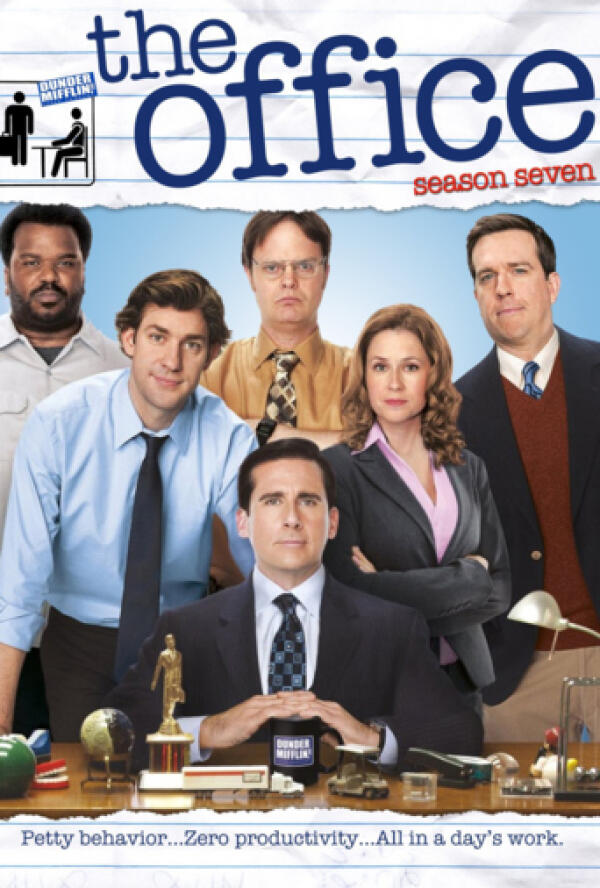 the
office
DUNDER
MIFFLIN!
season seven
DUNDER
MIFFLIN!
Petty behavior...Zero productivity...All in a day's work.